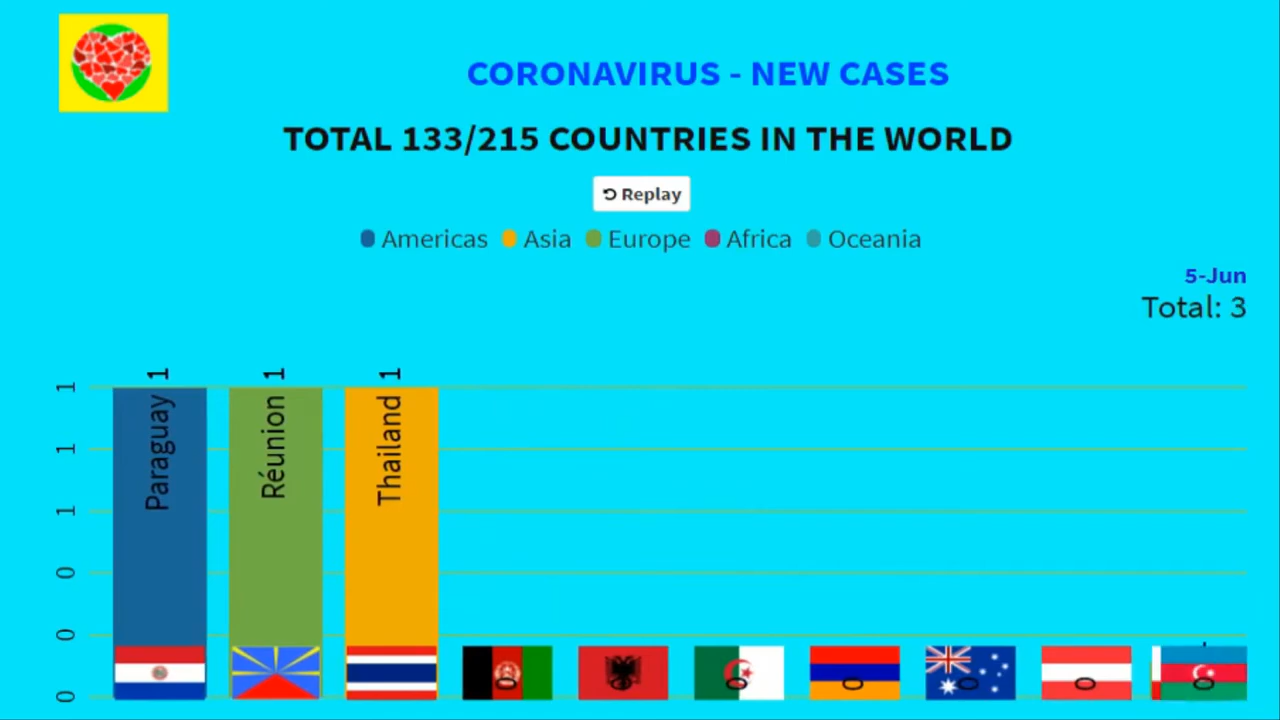 CORONAVIRUS - NEW CASES
TOTAL 133/215 COUNTRIES IN THE WORLD
Replay
Americas Asia Europe Africa Oceania
5-Jun
Total: 3
1 1 1
1
1
1
0
0
0
Paraguay Réunion Thailand
0 0 0 0 0 0 0